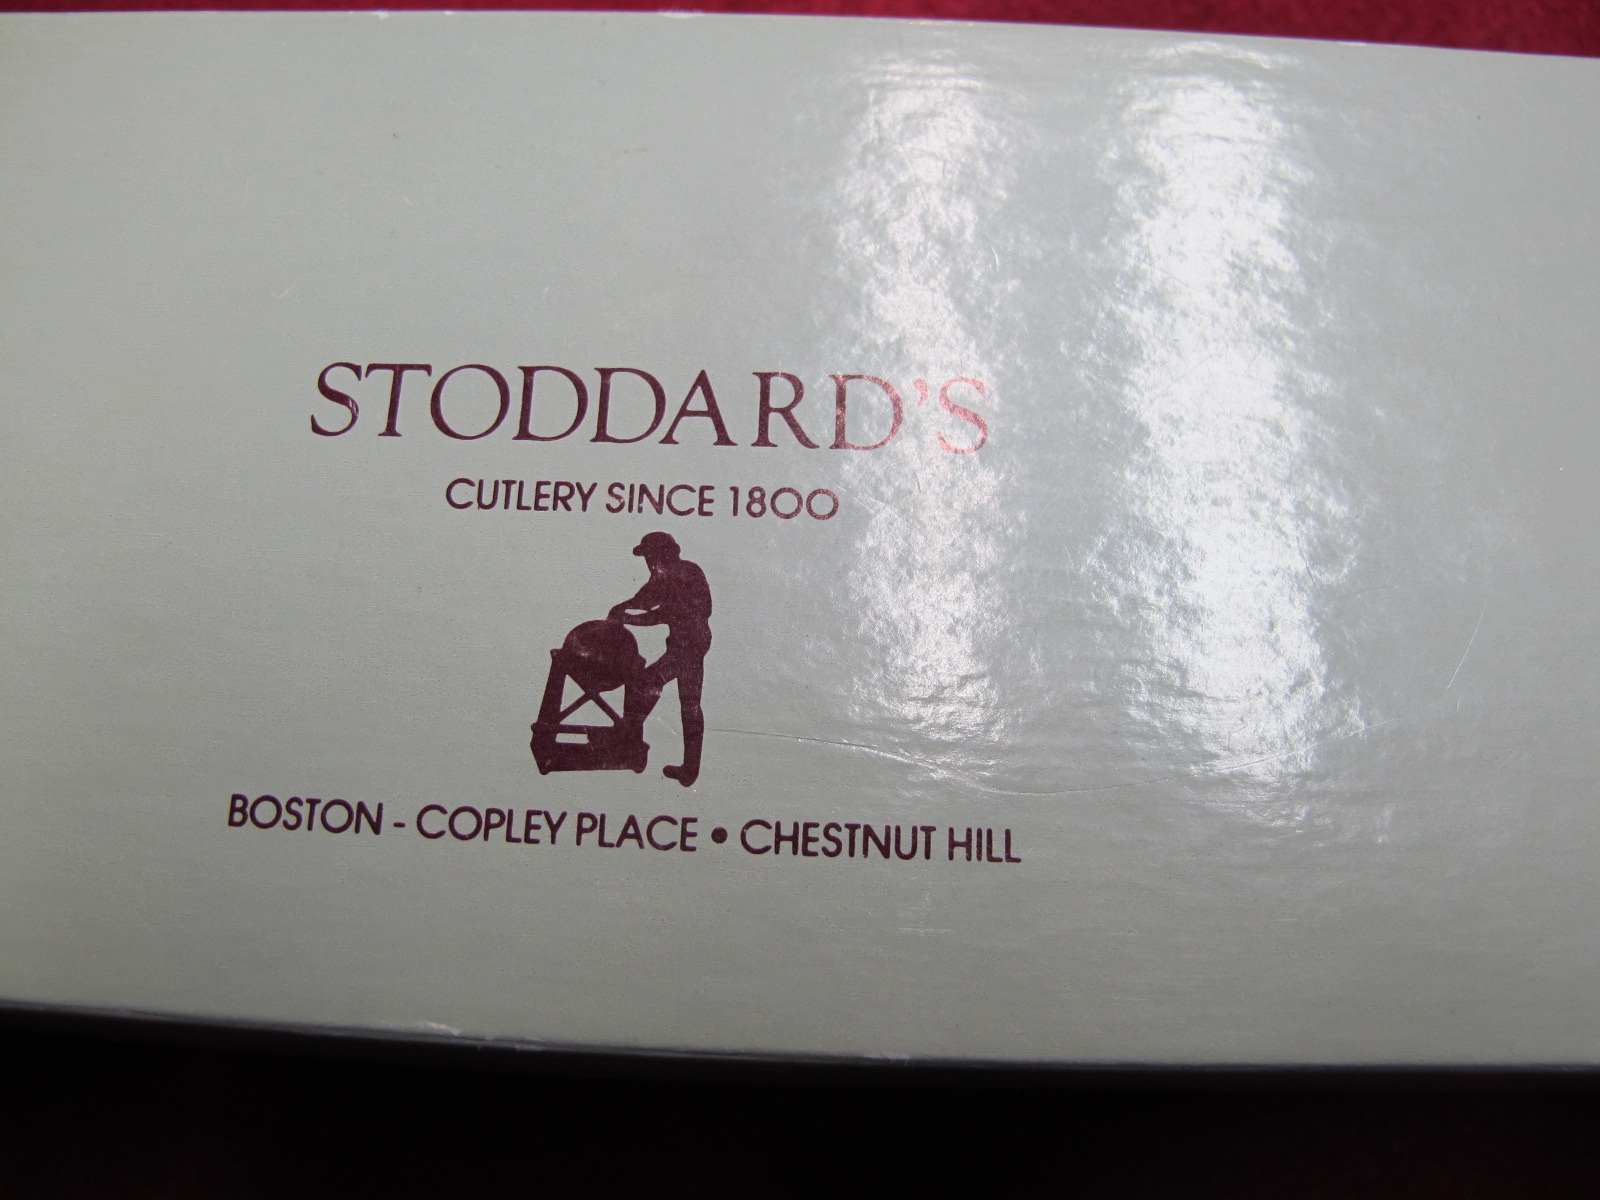 STODDARD'S
CUTLERY SINCE 1800
BOSTON - COPLEY PLACE • CHESTNUT HILL